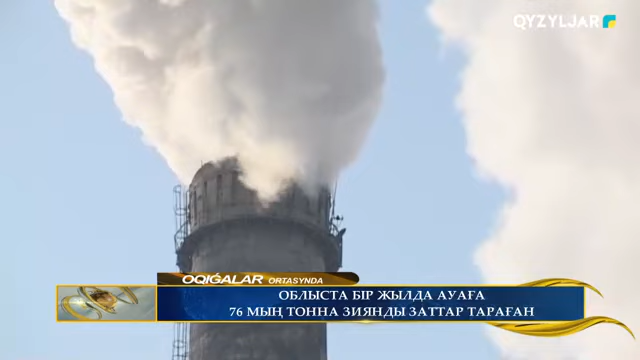 QYZYLJAR
OQIǴALAR ORTASYNDA
ОБЛЫСТА БІР ЖЫЛДА АУАҒА
76 МЫҢ ТОННА ЗИЯНДЫ ЗАТТАР ТАРАҒАН